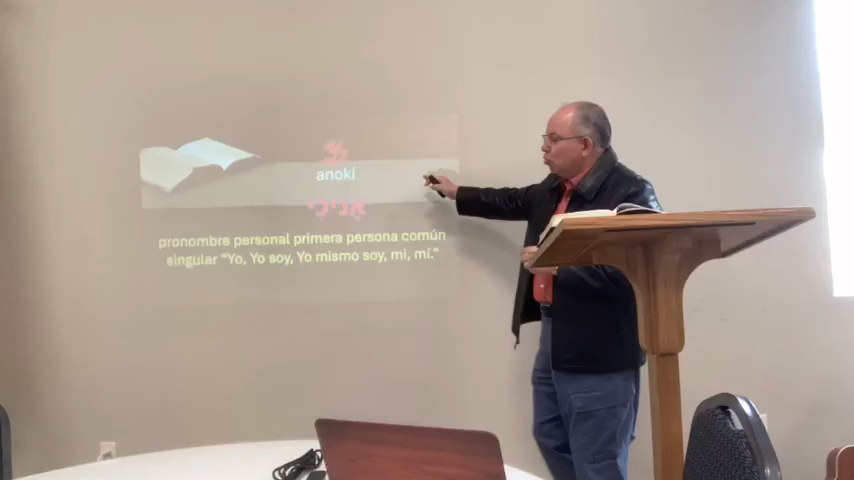 anokí
pronombre personal primera persona común
singular “Yo, Yo soy, Yo mismo soy, mi, mí.”